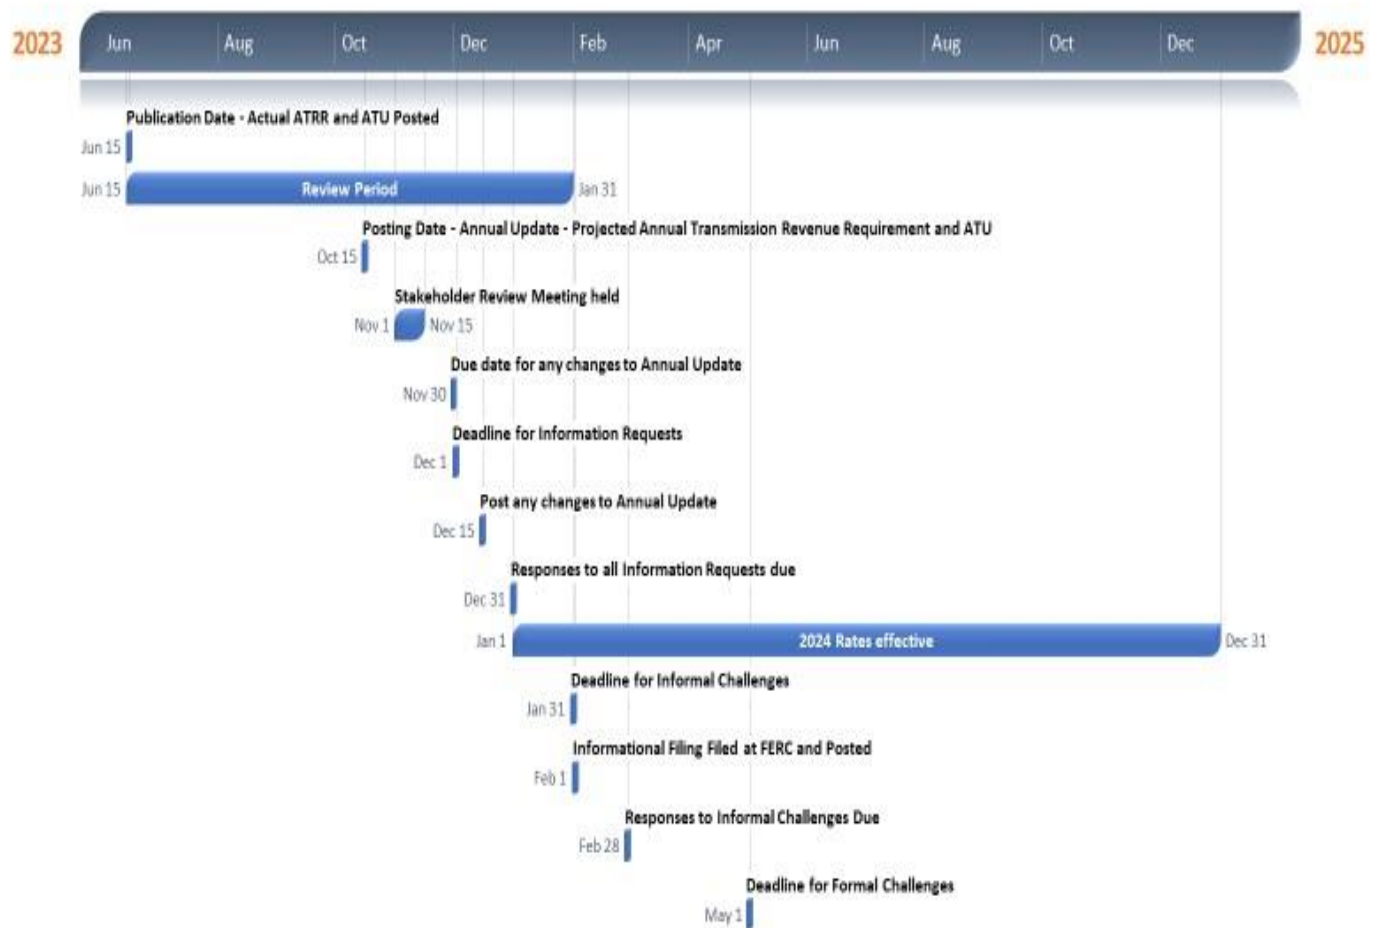 2023 Jun Aug Oct Dec Feb Apr Jun Aug Oct Dec 2025
Publication Date - Actual ATRR and ATU Posted
Jun 15
Jun 15 Review Period Jan 31
Posting Date - Annual Update - Projected Annual Transmission Revenue Requirement and ATU
Oct 15
Stakeholder Review Meeting held
Nov 1 Nov 15
Due date for any changes to Annual Update
Nov 30
Deadline for Information Requests
Dec 1
Post any changes to Annual Update
Dec 15
Responses to all Information Requests due
Dec 31
Jan 1 2024 Rates effective Dec 31
Deadline for Informal Challenges
Jan 31
Informational Filing Filed at FERC and Posted
Feb 1
Responses to Informal Challenges Due
Feb 28
Deadline for Formal Challenges
May 1